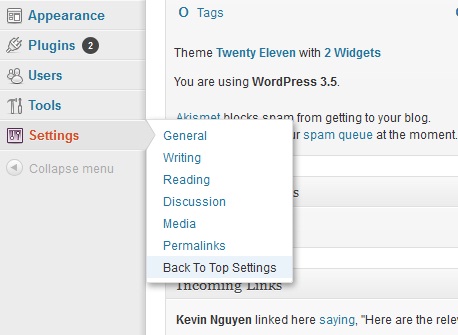 Appearance
Plugins 2
Users
Tools
Settings
Collapse menu
General
Writing
Reading
Discussion
Media
Permalinks
Back To Top Settings
0 Tags
Theme Twenty Eleven with 2 Widgets
You are using WordPress 3.5.
Akismet blocks spam from getting to your blog.
ur spam queue at the moment.
s
Incoming Links
Kevin Nguyen linked here saying, "Here are the rele